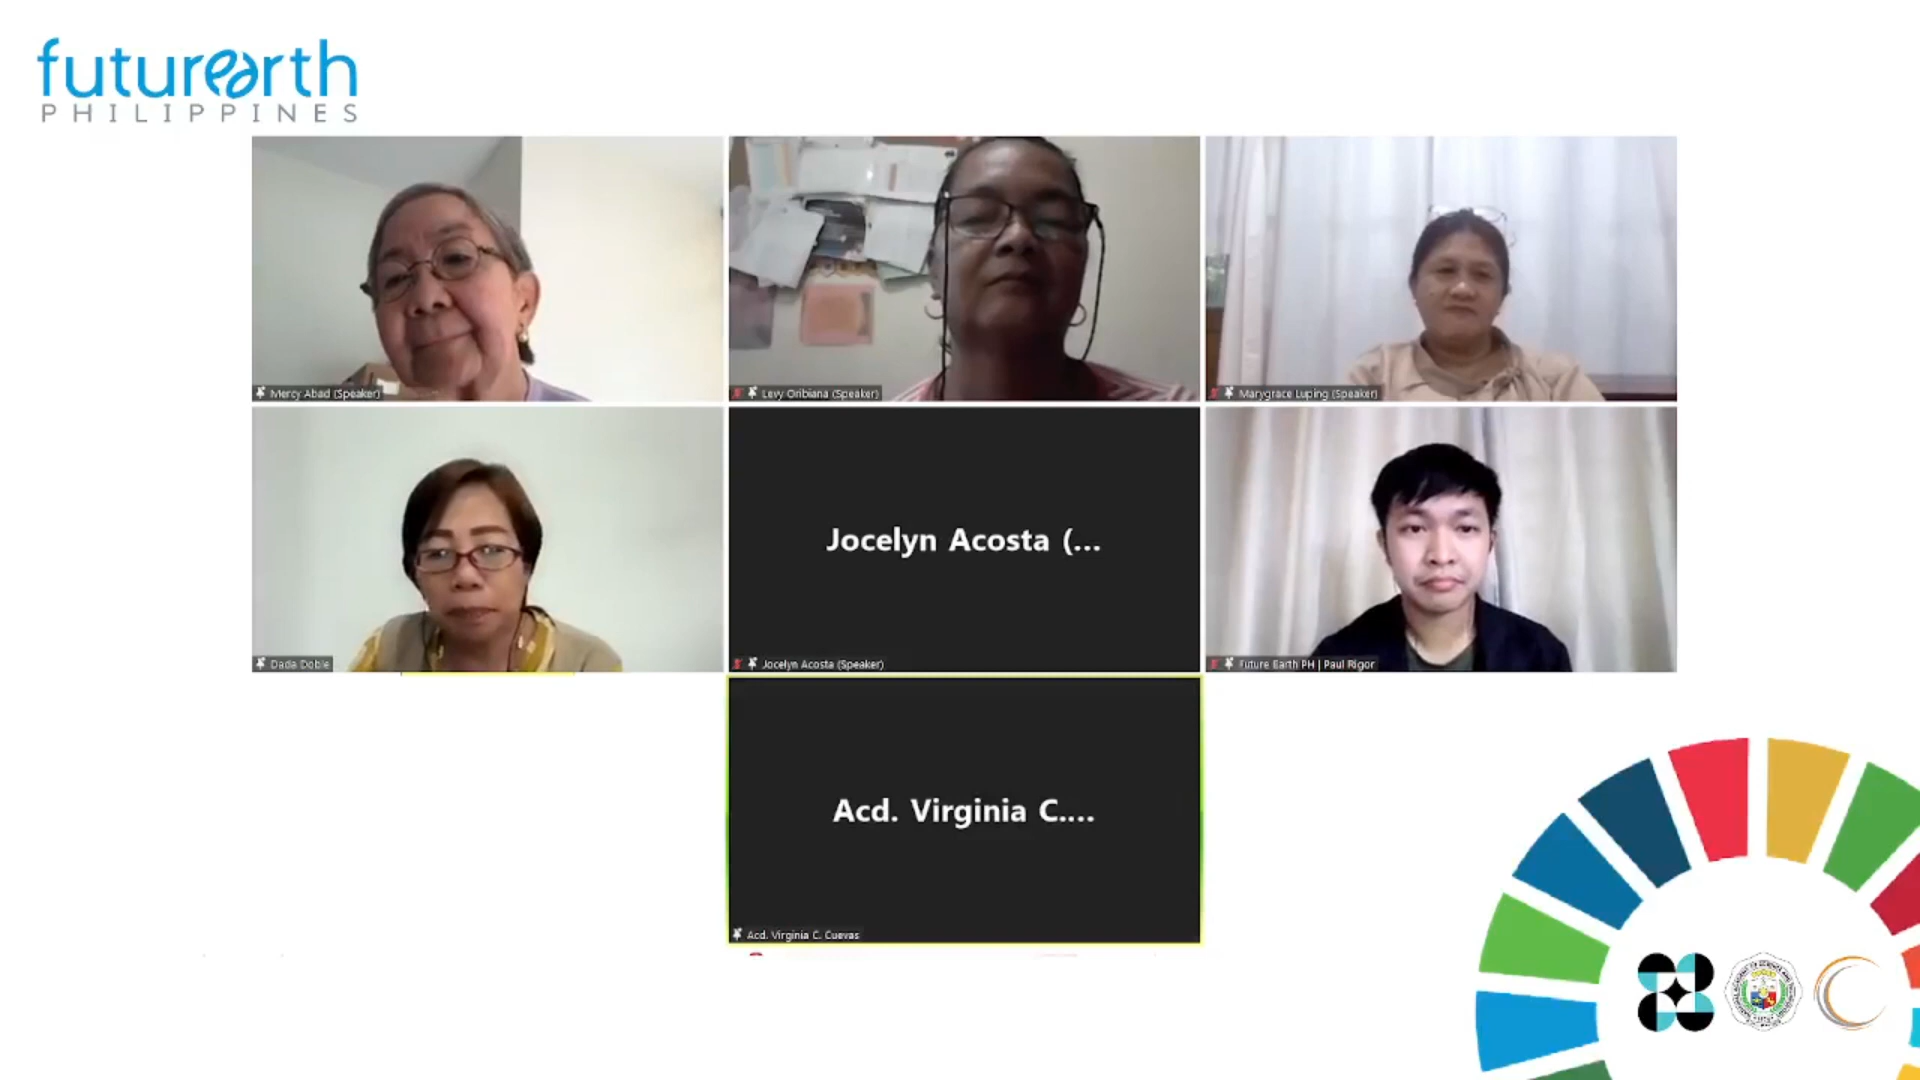 futurearth
PHILIPPINES
Mercy Abad (Speaker)
Levy Oribiana (Speaker)
Marygrace Luping (Speaker)
Dada Doble
Jocelyn Acosta (...
Jocelyn Acosta (Speaker)
Future Earth PH | Paul Rigor
Acd. Virginia C....
Acd. Virginia C. Cuevas